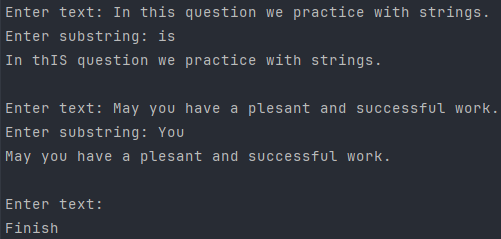 Enter text: In this question we practice with strings.
Enter substring: is
In thIS question we practice with strings.
Enter text: May you have a plesant and successful work.
Enter substring: You
May you have a plesant and successful work.
Enter text:
Finish